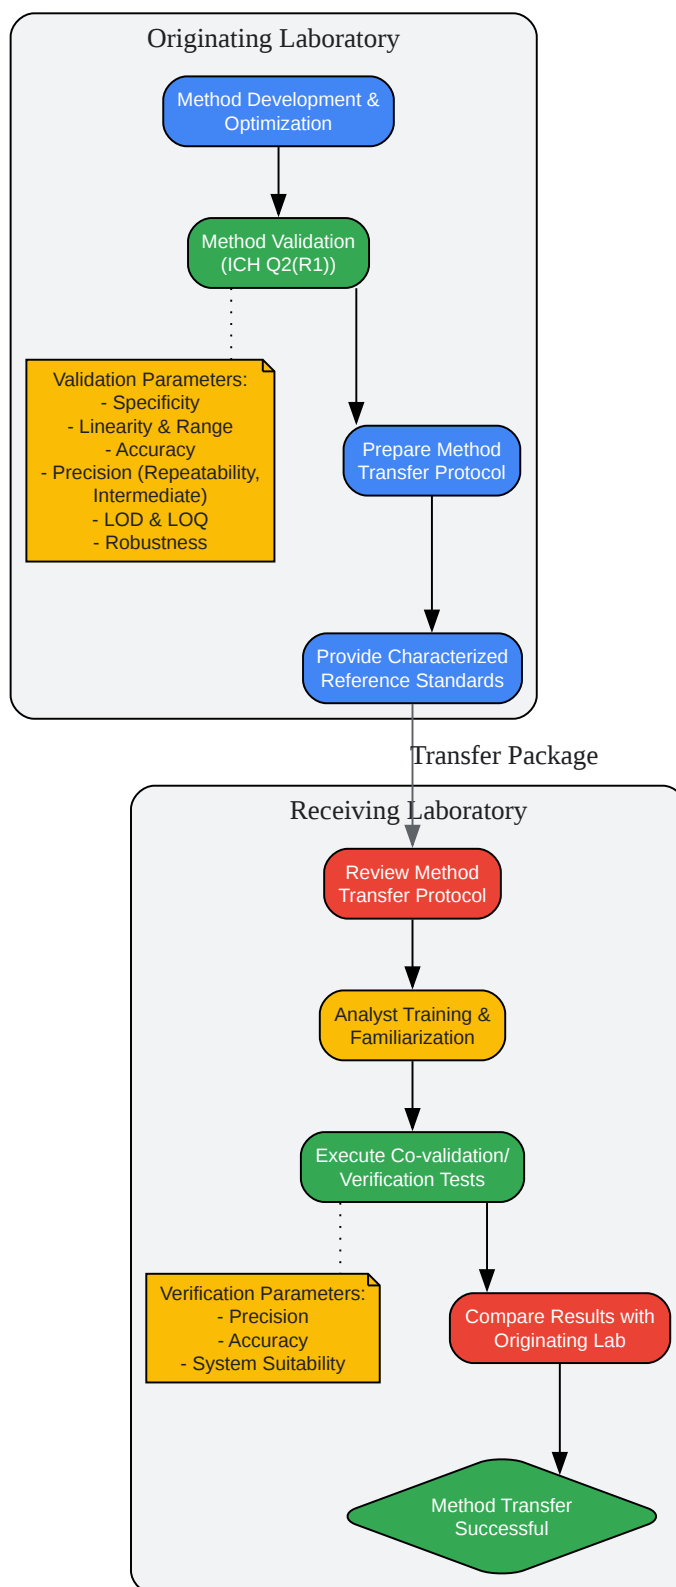 Originating Laboratory
Method Development &
Optimization
Method Validation
(ICH Q2(R1))
Validation Parameters:
- Specificity
- Linearity & Range
- Accuracy
- Precision (Repeatability,
Intermediate)
- LOD & LOQ
- Robustness
Prepare Method
Transfer Protocol
Provide Characterized
Reference Standards
Transfer Package
Receiving Laboratory
Review Method
Transfer Protocol
Analyst Training &
Familiarization
Execute Co-validation/
Verification Tests
Verification Parameters:
- Precision
- Accuracy
- System Suitability
Compare Results with
Originating Lab
Method Transfer
Successful